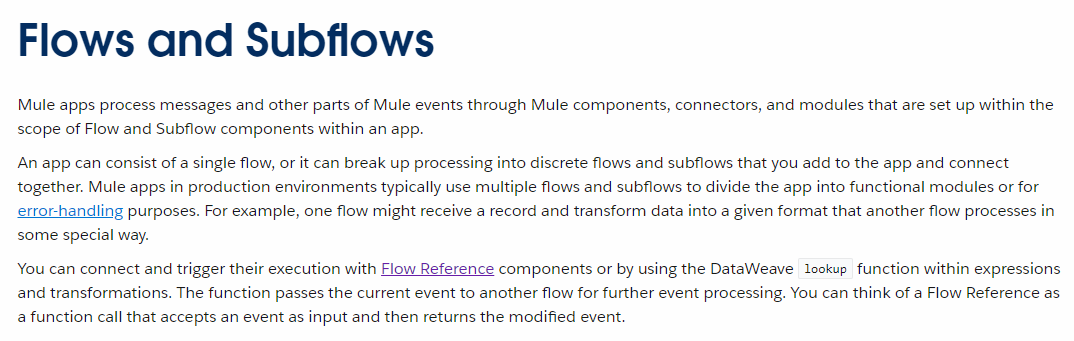 Flows and Subflows
Mule apps process messages and other parts of Mule events through Mule components, connectors, and modules that are set up within the
scope of Flow and Subflow components within an app.
An app can consist of a single flow, or it can break up processing into discrete flows and subflows that you add to the app and connect
together. Mule apps in production environments typically use multiple flows and subflows to divide the app into functional modules or for
error-handling purposes. For example, one flow might receive a record and transform data into a given format that another flow processes in
some special way.
You can connect and trigger their execution with Flow Reference components or by using the DataWeave lookup function within expressions
and transformations. The function passes the current event to another flow for further event processing. You can think of a Flow Reference as
a function call that accepts an event as input and then returns the modified event.